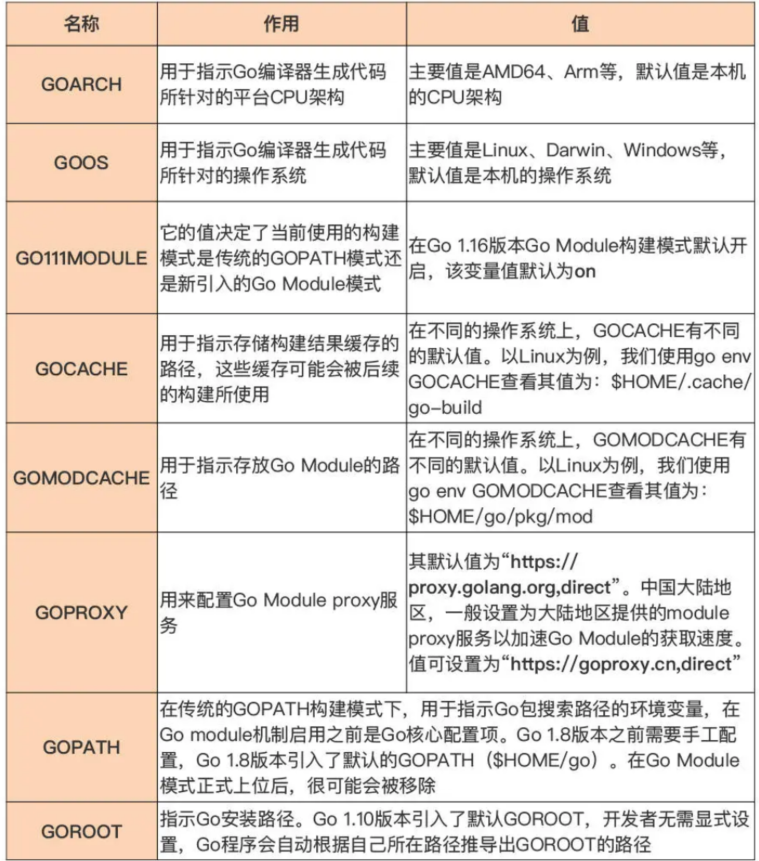 名称 作用 值
GOARCH
用于指示Go编译器生成代码
所针对的平台CPU架构
主要值是AMD64、Arm等，默认值是本机
的CPU架构
GOOS
用于指示Go编译器生成代码
所针对的操作系统
主要值是Linux、Darwin、Windows等，
默认值是本机的操作系统
GO111MODULE
它的值决定了当前使用的构建
模式是传统的GOPATH模式还
是新引入的Go Module模式
在Go 1.16版本Go Module构建模式默认开
启，该变量值默认为on
GOCACHE
用于指示存储构建结果缓存的
路径，这些缓存可能会被后续
的构建所使用
在不同的操作系统上，GOCACHE有不同
的默认值。以Linux为例，我们使用go env
GOCACHE查看其值为：$HOME/.cache/
go-build
GOMODCACHE
用于指示存放Go Module的路
径
在不同的操作系统上，GOMODCACHE有
不同的默认值。以Linux为例，我们使用
go env GOMODCACHE查看其值为：
$HOME/go/pkg/mod
GOPROXY
用来配置Go Module proxy服
务
其默认值为“https://
proxy.golang.org,direct”。中国大陆地
区，一般设置为大陆地区提供的module
proxy服务以加速Go Module的获取速度。
值可设置为“https://goproxy.cn,direct”
GOPATH
在传统的GOPATH构建模式下，用于指示Go包搜索路径的环境变量，在
Go module机制启用之前是Go核心配置项。Go 1.8版本之前需要手工配
置，Go 1.8版本引入了默认的GOPATH（$HOME/go）。在Go Module
模式正式上位后，很可能会被移除
GOROOT
指示Go安装路径。Go 1.10版本引入了默认GOROOT，开发者无需显式设
置，Go程序会自动根据自己所在路径推导出GOROOT的路径